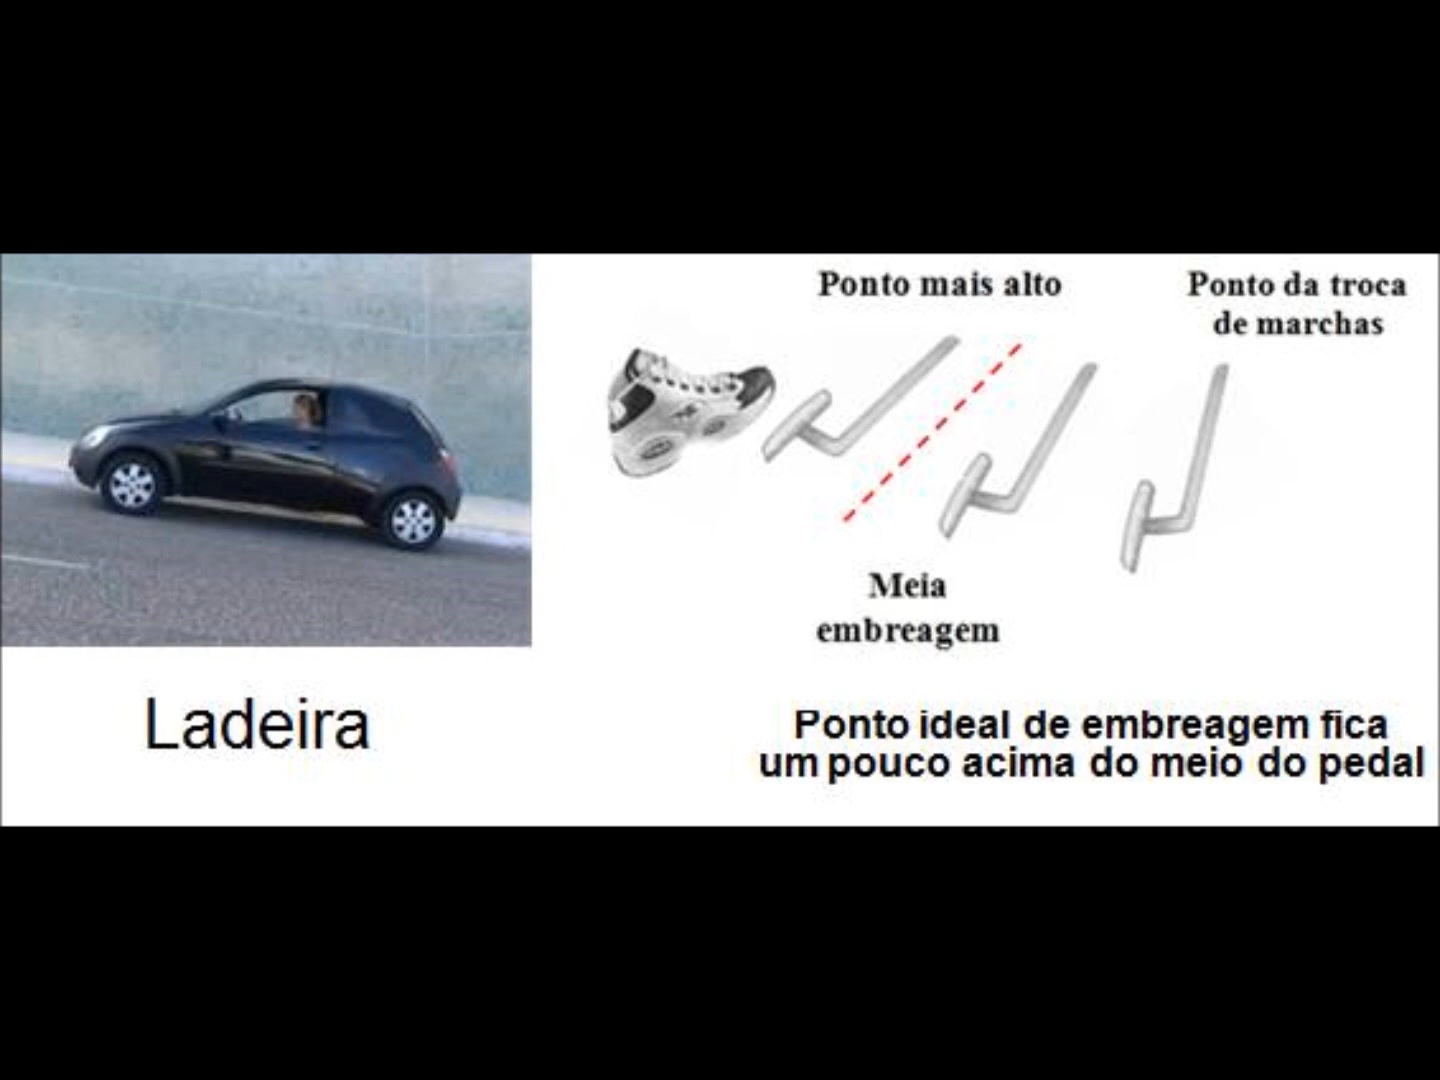 Ponto mais alto
Ponto da troca
de marchas
Meia
embreagem
Ladeira
Ponto ideal de embreagem fica
um pouco acima do meio do pedal